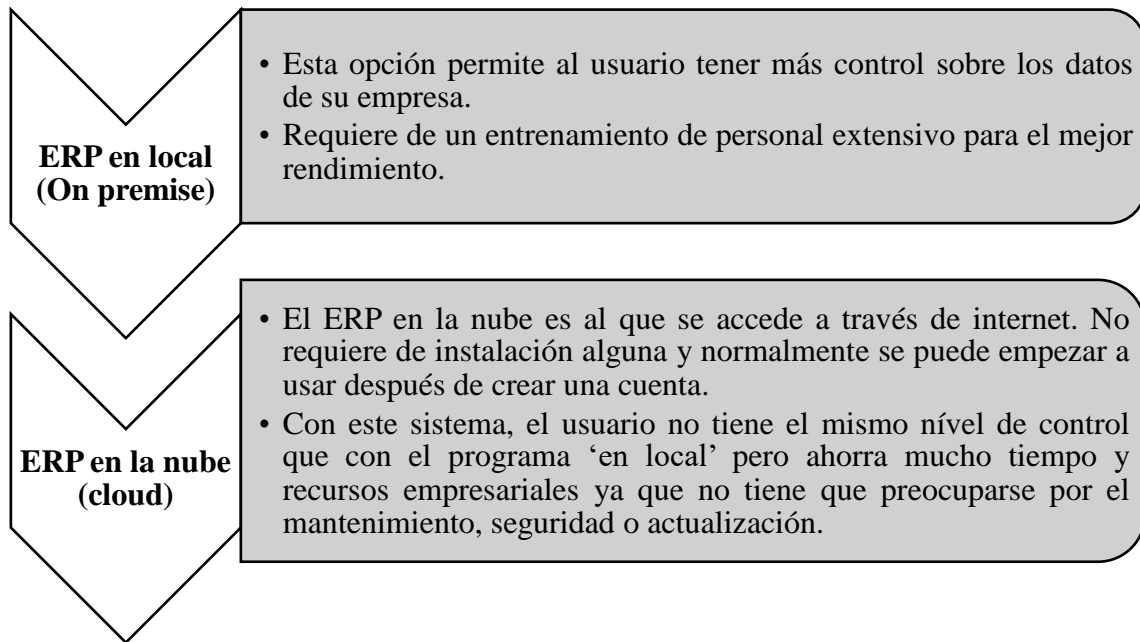 ERP en local
(On premise)
• Esta opción permite al usuario tener más control sobre los datos
de su empresa.
• Requiere de un entrenamiento de personal extensivo para el mejor
rendimiento.
ERP en la nube
(cloud)
• El ERP en la nube es al que se accede a través de internet. No
requiere de instalación alguna y normalmente se puede empezar a
usar después de crear una cuenta.
• Con este sistema, el usuario no tiene el mismo nível de control
que con el programa ‘en local’ pero ahorra mucho tiempo y
recursos empresariales ya que no tiene que preocuparse por el
mantenimiento, seguridad o actualización.